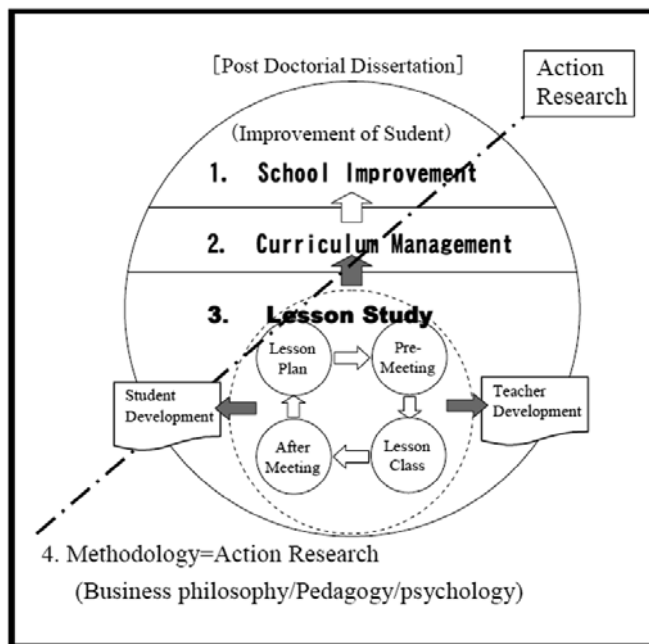 [Post Doctorial Dissertation]
Action
Research
(Improvement of Sudent)
1. School Improvement
2. Curriculum Management
3. Lesson Study
Lesson
Plan
Pre-
Meeting
Student
Development
Teacher
Development
After
Meeting
Lesson
Class
4. Methodology=Action Research
(Business philosophy/Pedagogy/psychology)